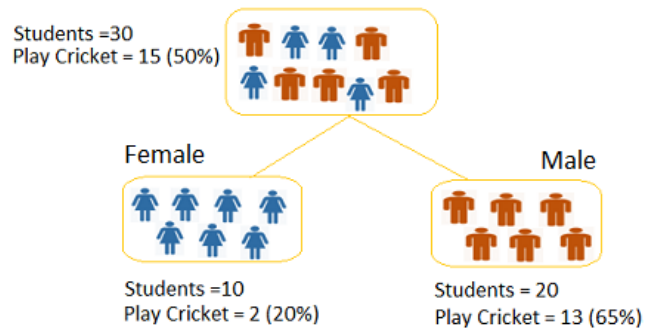 Students =30
Play Cricket = 15 (50%)
Female
Male
Students =10
Play Cricket = 2 (20%)
Students = 20
Play Cricket = 13 (65%)